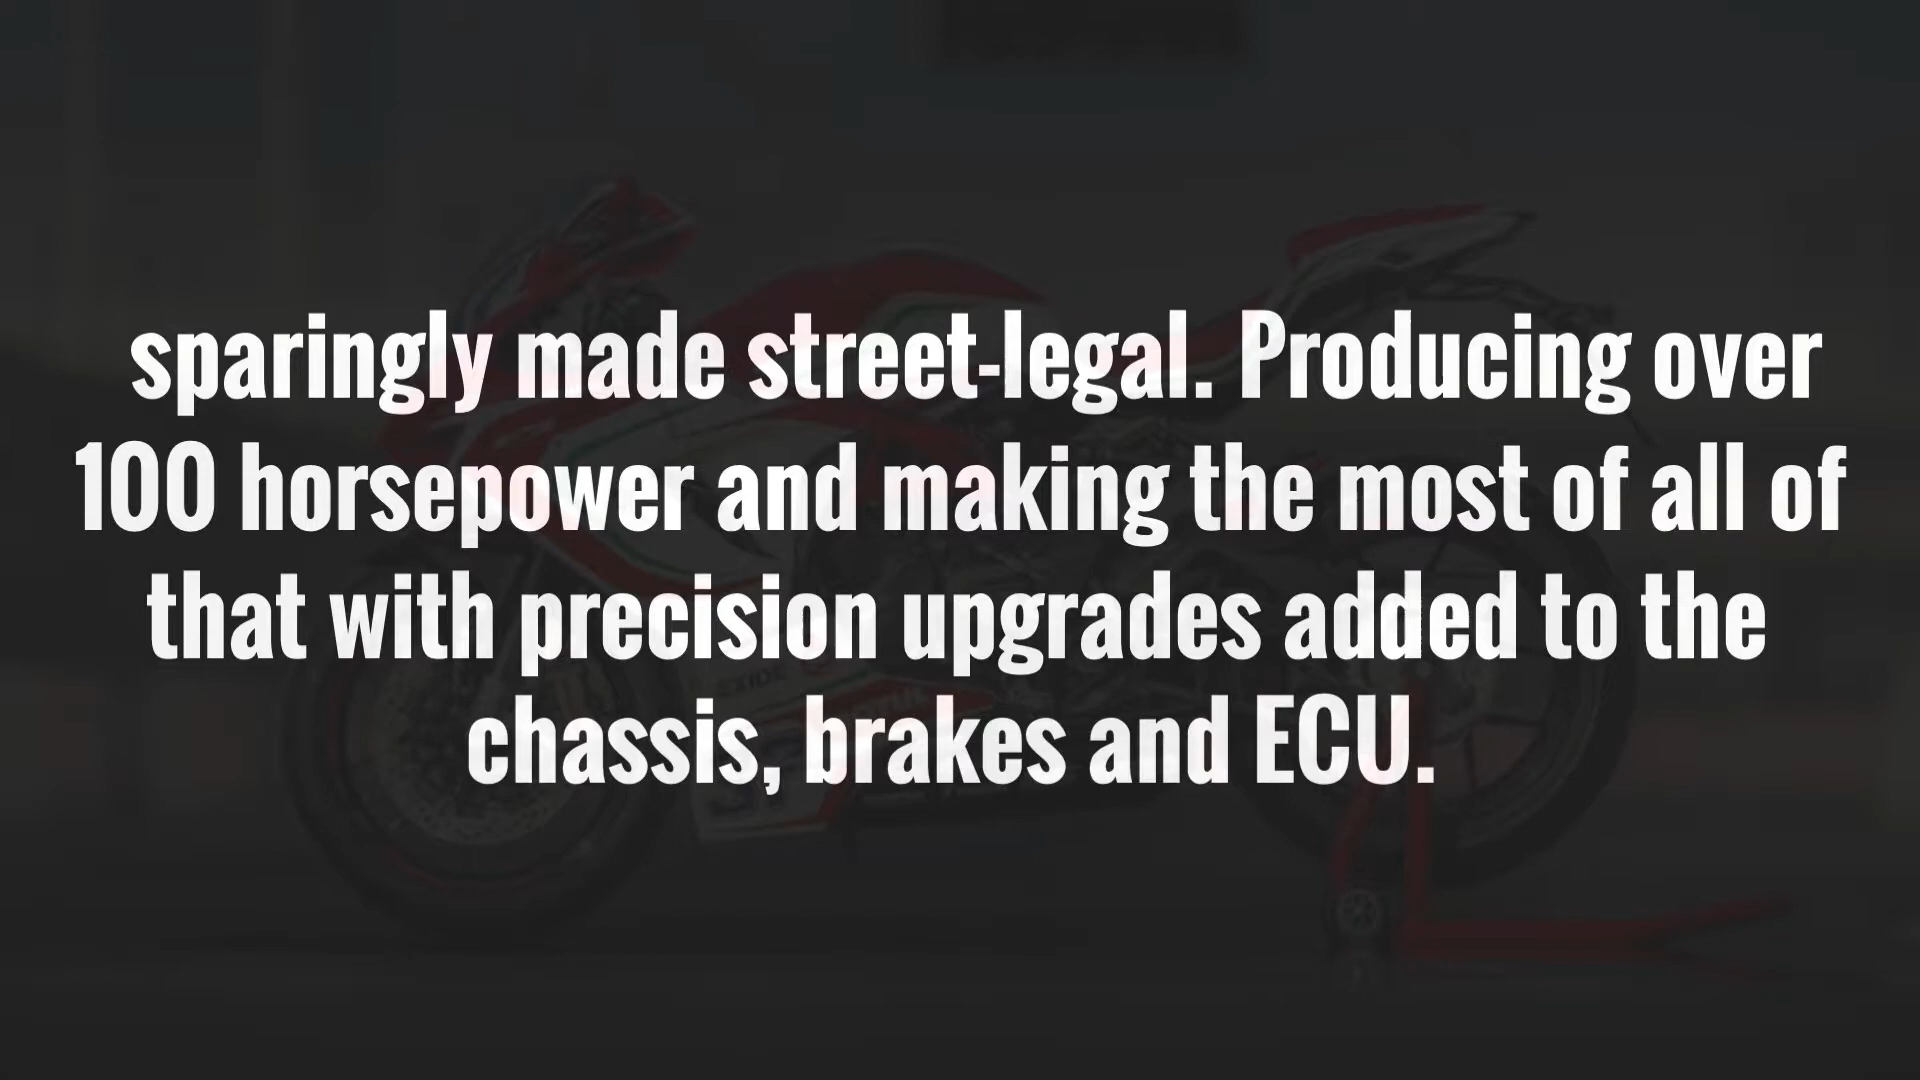 sparingly made street-legal. Producing over
100 horsepower and making the most of all of
that with precision upgrades added to the
chassis, brakes and ECU.
EXIDE